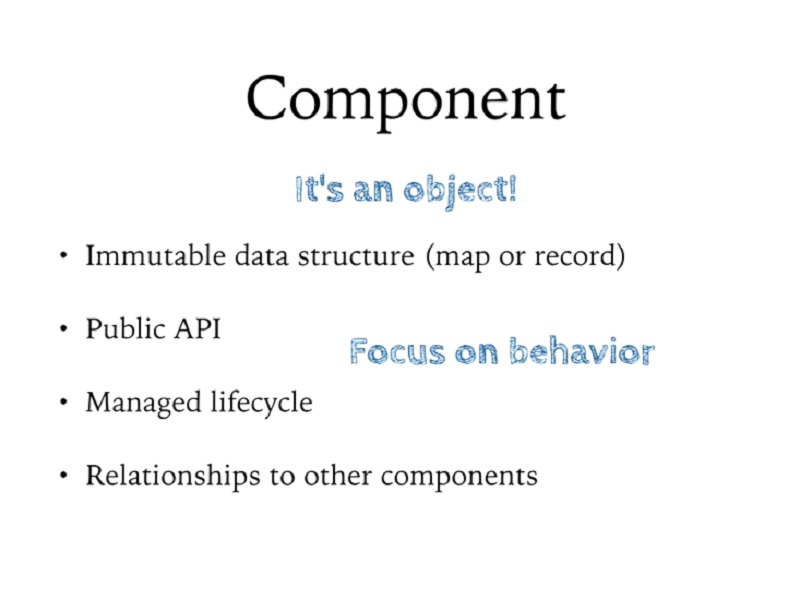 Component
It's an object!
• Immutable data structure (map or record)
• Public API
Focus on behavior
• Managed lifecycle
• Relationships to other components